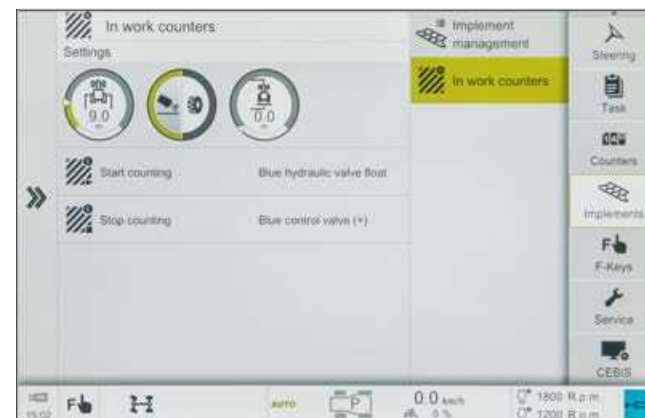 In work counters
Settings
9.0
m
0.0
m
Start counting
Blue hydraulic valve float
Stop counting
Blue control valve (+)
Implement
management
In work counters
Steering
Task
Counters
Implements
F-Keys
Service
CEBIS
15:02
F
AUTO
P
0.0 km/h
0 %
1800 R.p.m.
1200 R.p.m.